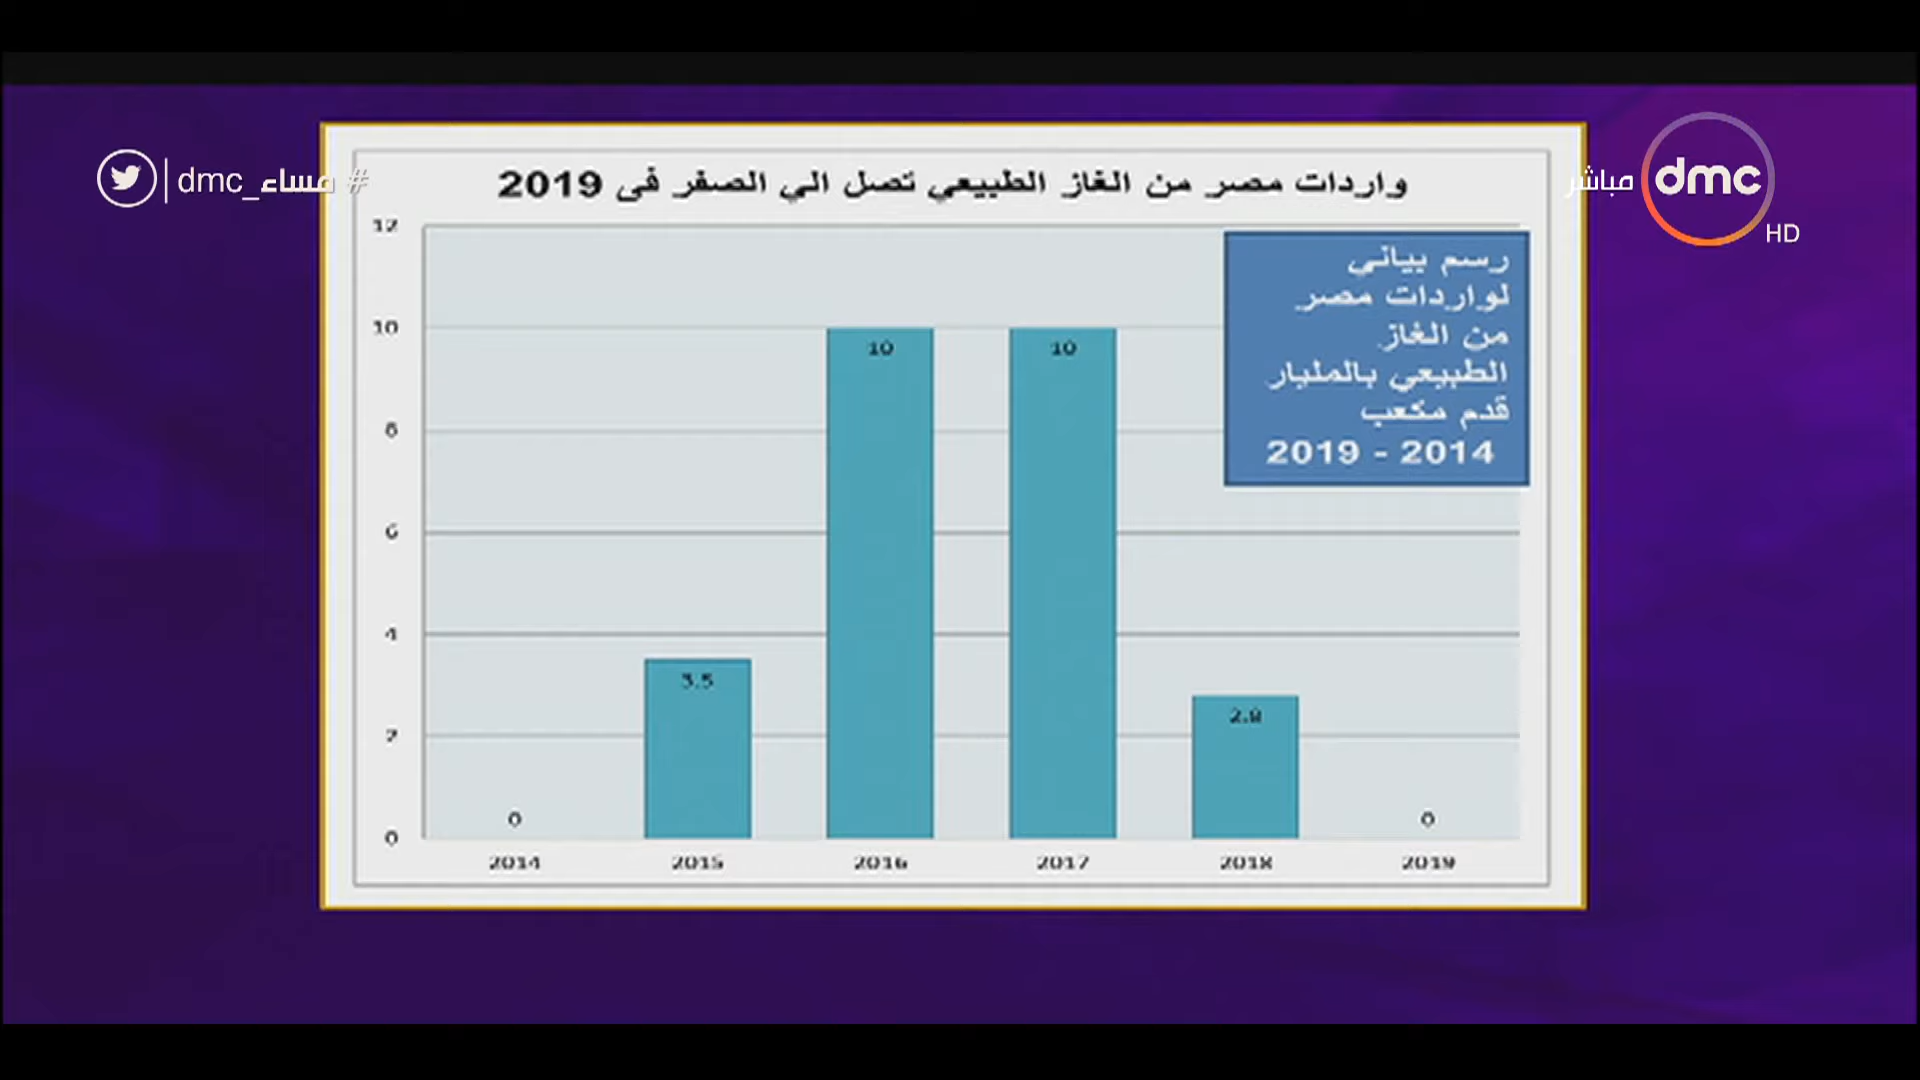 #مساء_dmc
مباشر
dmc
HD
واردات مصر من الغاز الطبيعي تصل الي الصفر فى 2019
رسم بياني
لواردات مصر
من الغاز
الطبيعي بالمليار
قدم مكعب
2014 - 2019
12
10
8
6
4
2
0
0
3.5
10
10
2.8
0
2014
2015
2016
2017
2018
2019